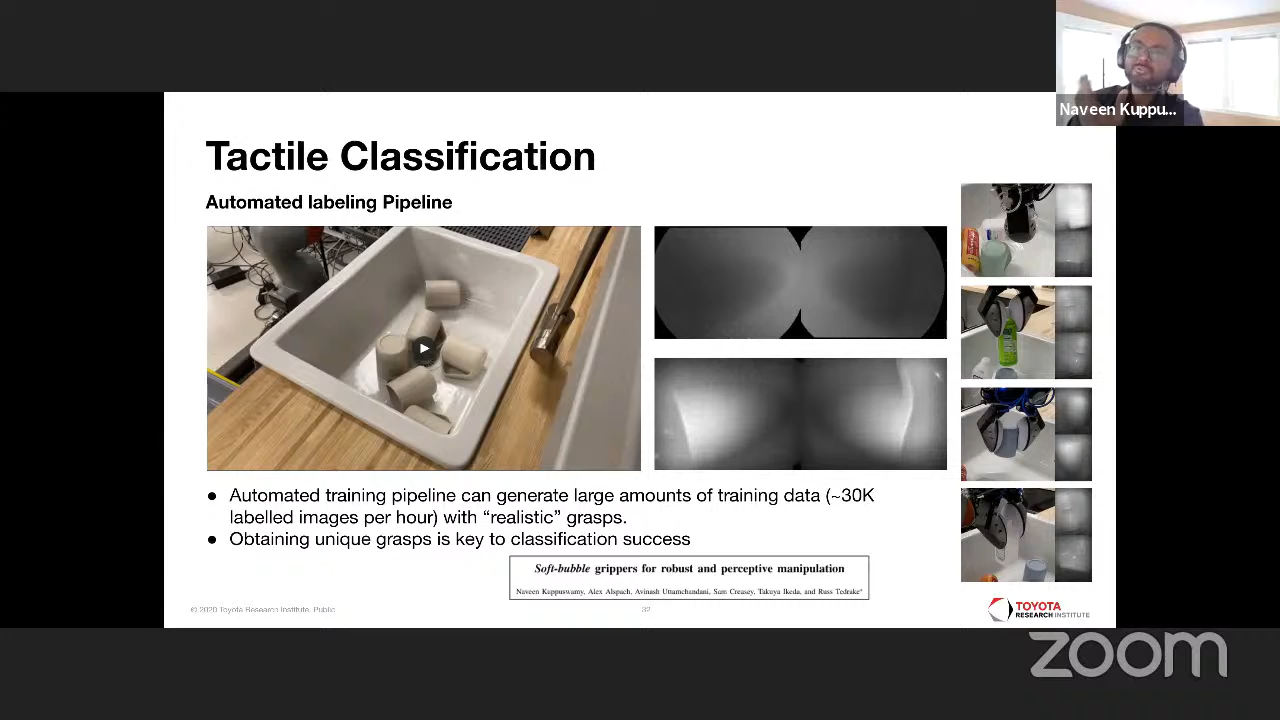 Naveen Kuppu...
Tactile Classification
Automated labeling Pipeline
● Automated training pipeline can generate large amounts of training data (~30K
labelled images per hour) with “realistic” grasps.
● Obtaining unique grasps is key to classification success
Soft-bubble grippers for robust and perceptive manipulation
Naveen Kuppuswamy, Alex Alspach, Avinash Uttamchandani, Sam Creasey, Takuya Ikeda, and Russ Tedrake*
© 2020 Toyota Research Institute. Public
32
TOYOTA
RESEARCH INSTITUTE
zoom